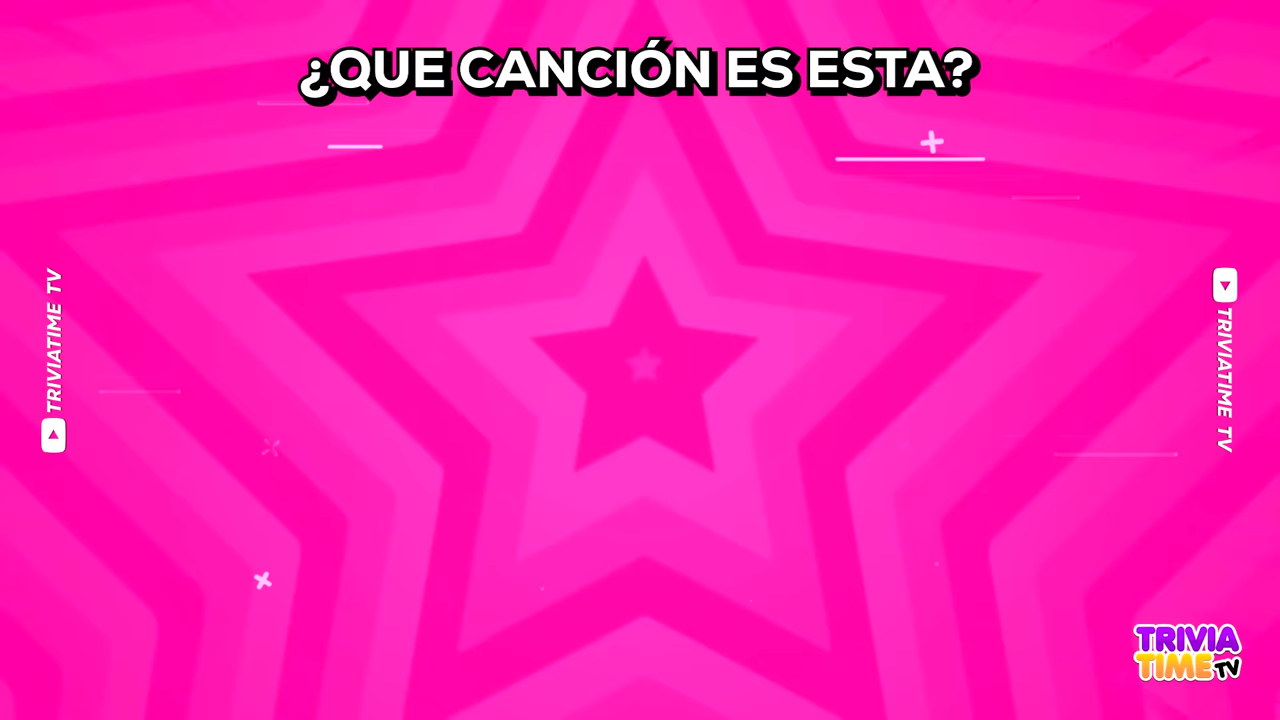 ¿QUE CANCIÓN ES ESTA?
TRIVIATIME TV
TRIVIATIME TV
TRIVIA
TIME TV